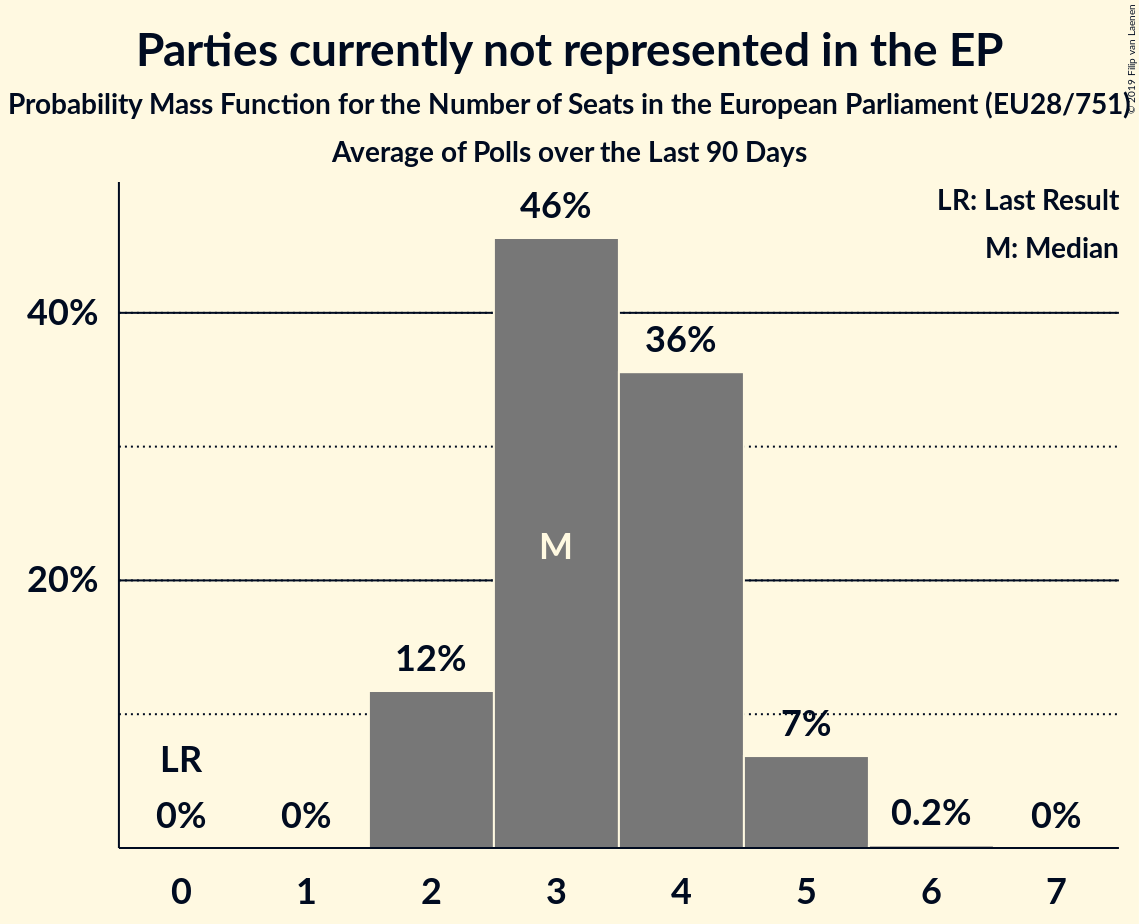 Parties currently not represented in the EP
Probability Mass Function for the Number of Seats in the European Parliament (EU28/751)
Average of Polls over the Last 90 Days
© 2019 Filip van Laenen
LR: Last Result
M: Median
46%
40%
36%
M
20%
12%
7%
LR
0%
0%
0.2%
0%
0
1
2
3
4
5
6
7